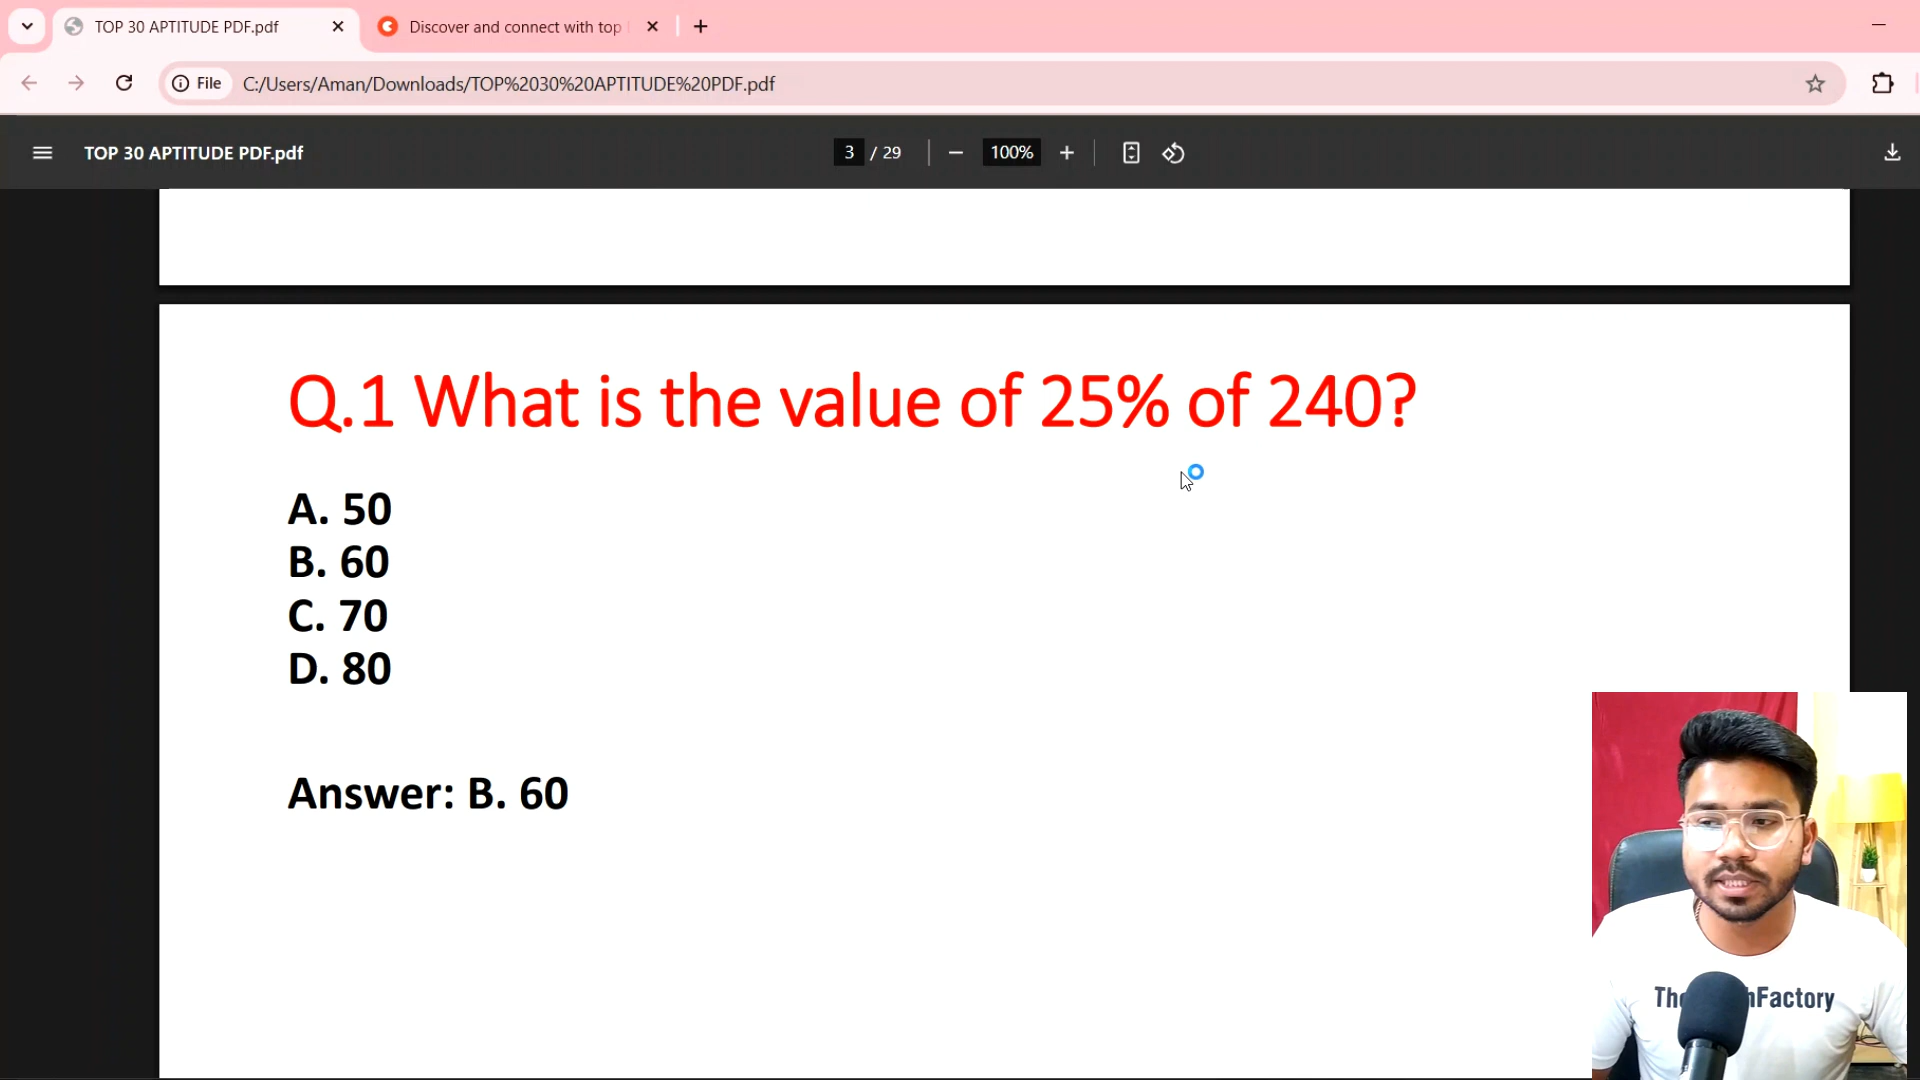 TOP 30 APTITUDE PDF.pdf
Discover and connect with top
File
C:/Users/Aman/Downloads/TOP%2030%20APTITUDE%20PDF.pdf
TOP 30 APTITUDE PDF.pdf
3 / 29
100%
Q.1 What is the value of 25% of 240?
A. 50
B. 60
C. 70
D. 80
Answer: B. 60